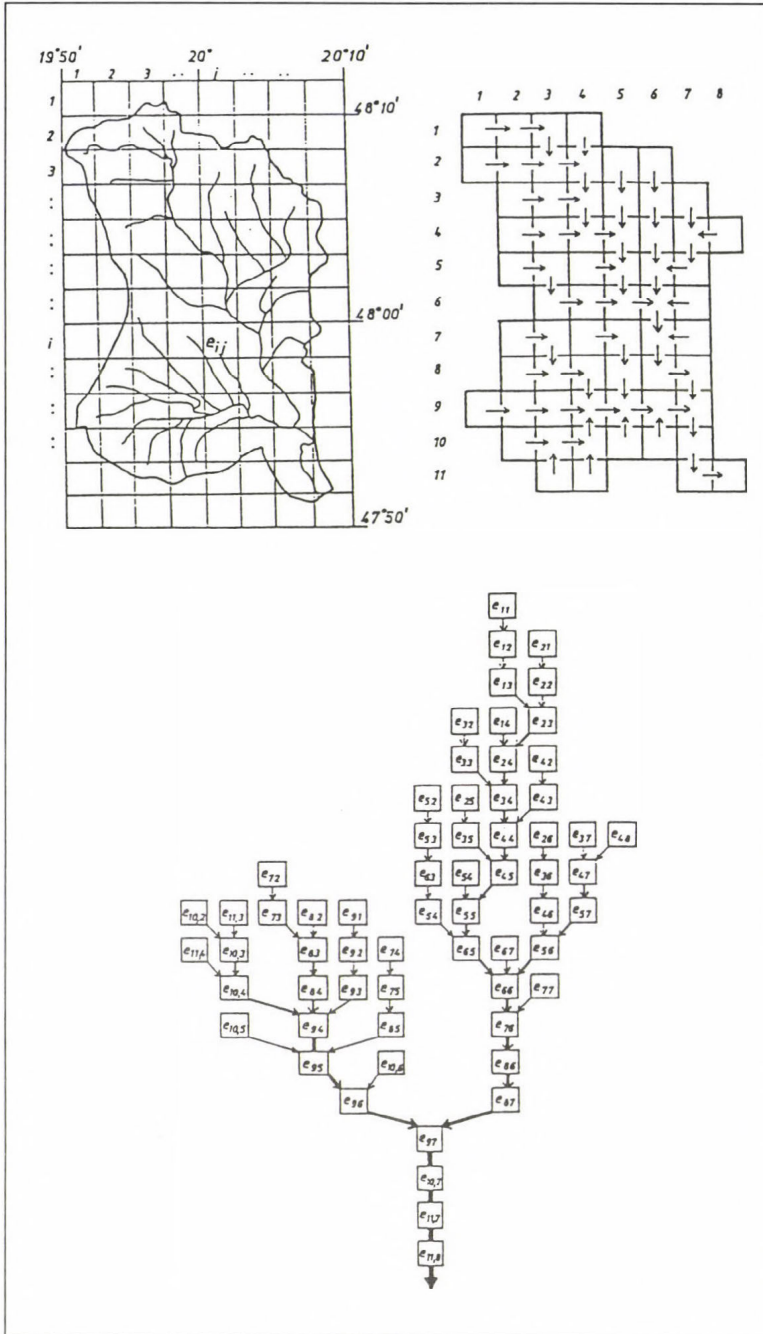 19°50' 20° 20°10'
1 2 3 ·· j ·· ··
1
48°10'
2
3
:
:
:
:
48°00'
i
e ij
:
:
:
47°50'
1 2 3 4 5 6 7 8
1
2
3
4
5
6
7
8
9
10
11
e11
e12 e21
e13 e22
e32 e14 e23
e33 e24 e42
e52 e25 e34 e43
e53 e35 e44 e26 e37 e48
e72 e63 e54 e45 e36 e47
e10,2 e11,3 e73 e82 e91 e54 e55 e46 e57
e11,4 e10,3 e83 e92 e74 e65 e67 e56
e10,4 e84 e93 e75 e66 e77
e10,5 e94 e85 e76
e95 e10,6 e86
e96 e87
e97
e10,7
e11,7
e11,8